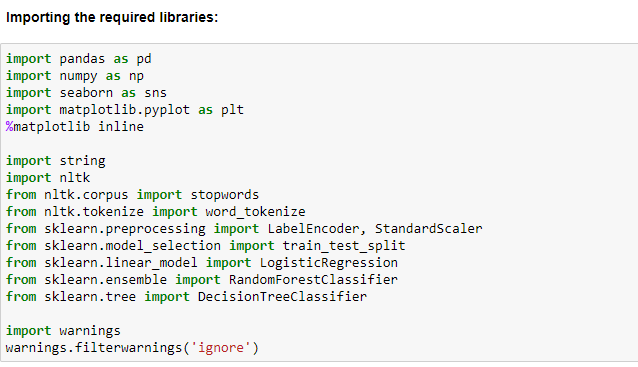 Importing the required libraries:
import pandas as pd
import numpy as np
import seaborn as sns
import matplotlib.pyplot as plt
%matplotlib inline
import string
import nltk
from nltk.corpus import stopwords
from nltk.tokenize import word_tokenize
from sklearn.preprocessing import LabelEncoder, StandardScaler
from sklearn.model_selection import train_test_split
from sklearn.linear_model import LogisticRegression
from sklearn.ensemble import RandomForestClassifier
from sklearn.tree import DecisionTreeClassifier
import warnings
warnings.filterwarnings('ignore')